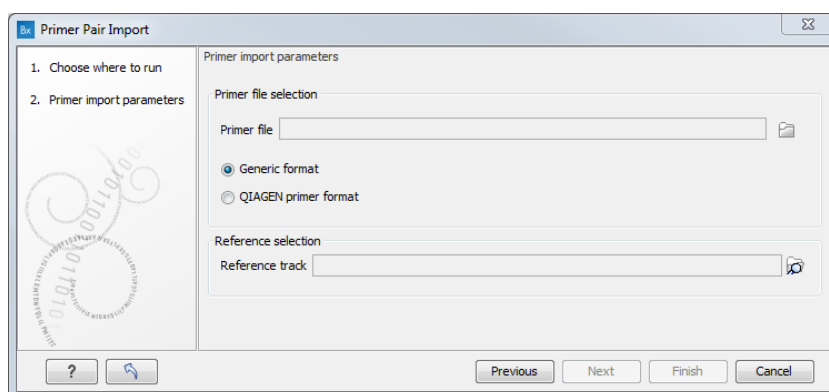 Bx Primer Pair Import
1. Choose where to run
2. Primer import parameters
Primer import parameters
Primer file selection
Primer file
Generic format
QIAGEN primer format
Reference selection
Reference track
?
Previous
Next
Finish
Cancel